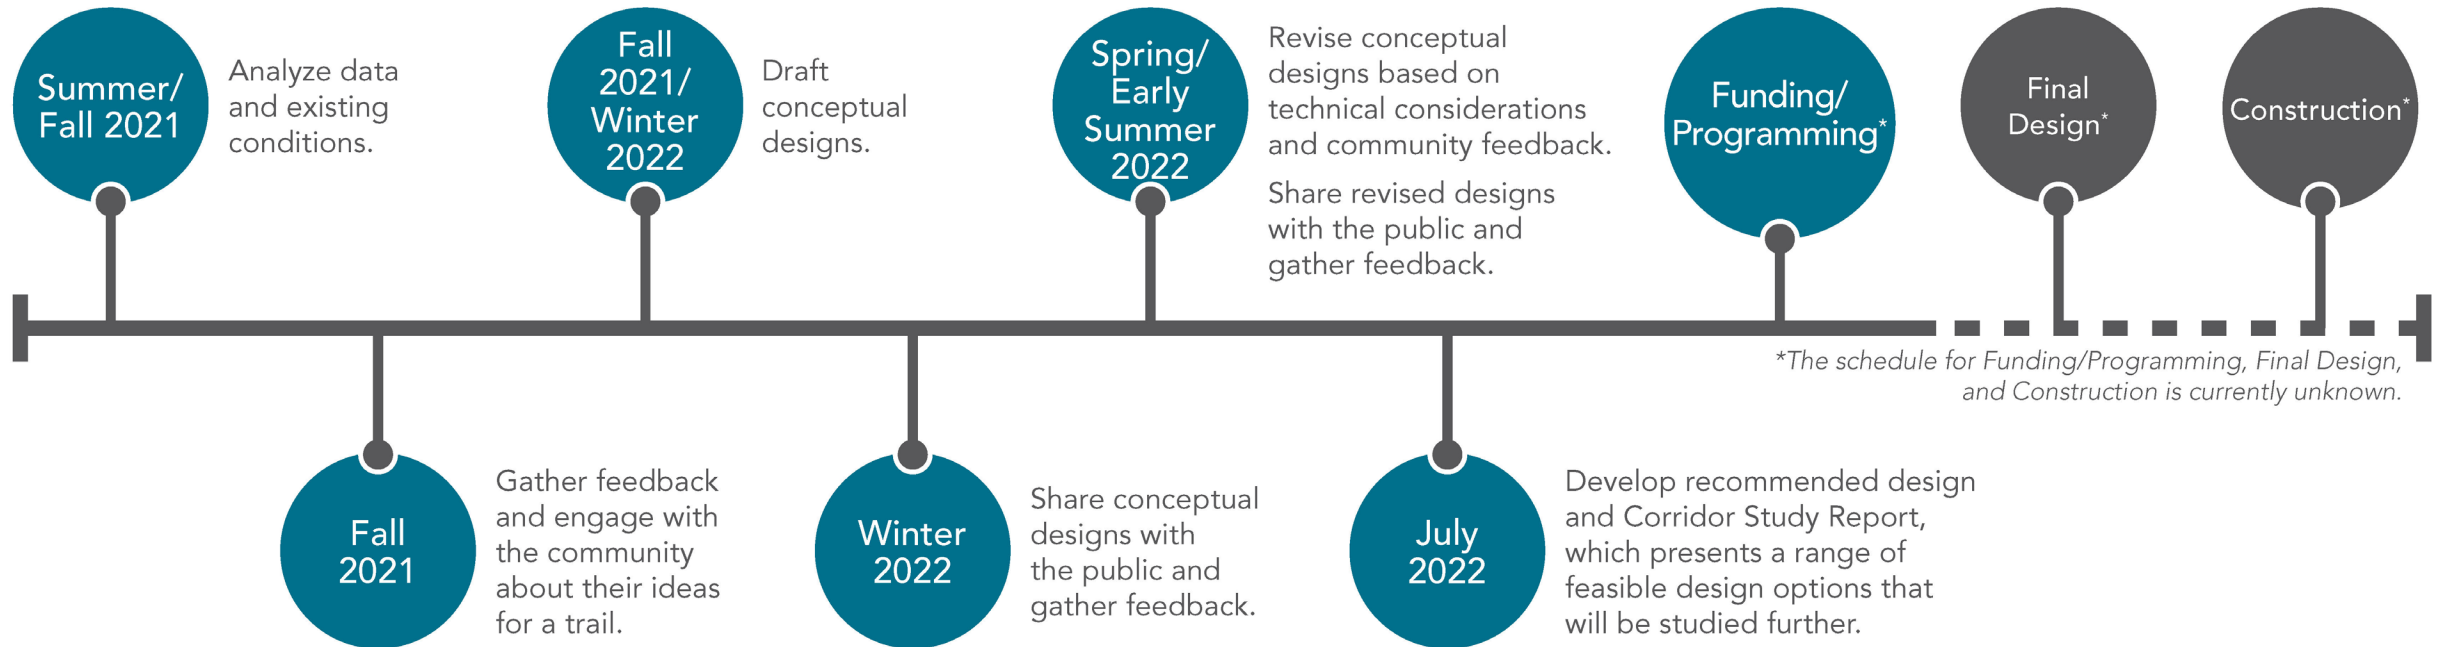 Summer/
Fall 2021
Analyze data
and existing
conditions.
Fall
2021
Gather feedback
and engage with
the community
about their ideas
for a trail.
Fall
2021/
Winter
2022
Draft
conceptual
designs.
Winter
2022
Share conceptual
designs with
the public and
gather feedback.
Spring/
Early
Summer
2022
Revise conceptual
designs based on
technical considerations
and community feedback.
Share revised designs
with the public and
gather feedback.
July
2022
Develop recommended design
and Corridor Study Report,
which presents a range of
feasible design options that
will be studied further.
Funding/
Programming*
Final
Design*
Construction*
*The schedule for Funding/Programming, Final Design,
and Construction is currently unknown.